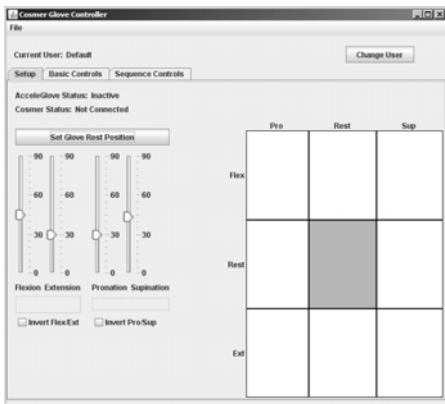 Cosmer Glove Controller
File
Current User: Default
Change User
Setup
Basic Controls
Sequence Controls
AcceleGlove Status: Inactive
Cosmer Status: Not Connected
Set Glove Rest Position
90 90 90 90
60 60 60 60
30 30 30 30
0 0 0 0
Flexion Extension Pronation Supination
Invert Flex/Ext
Invert Pro/Sup
Pro Rest Sup
Flex
Rest
Ext